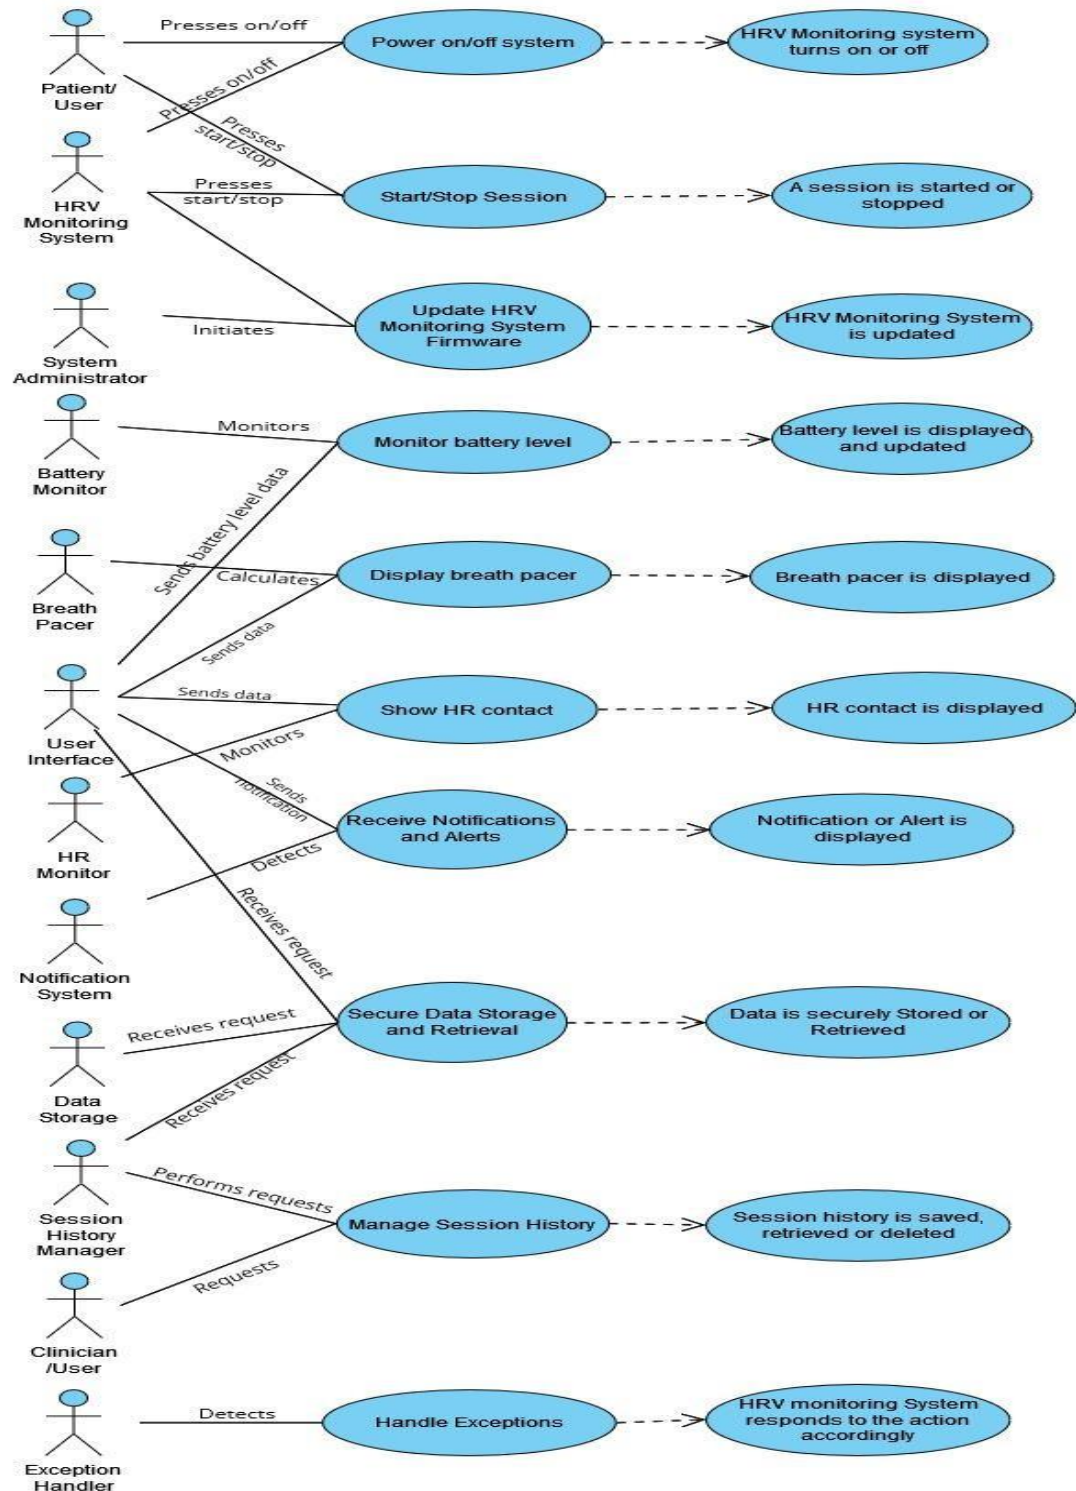 Presses on/off
Power on/off system
HRV Monitoring system
turns on or off
Patient/
User
Presses on/off
Presses
start/stop
HRV
Monitoring
System
Presses
start/stop
Start/Stop Session
A session is started or
stopped
System
Administrator
Initiates
Update HRV
Monitoring System
Firmware
HRV Monitoring System
is updated
Battery
Monitor
Monitors
Monitor battery level
Battery level is displayed
and updated
Sends battery level data
Breath
Pacer
Calculates
Display breath pacer
Breath pacer is displayed
Sends data
User
Interface
Sends data
Show HR contact
HR contact is displayed
Monitors
Sends
notification
HR
Monitor
Receive Notifications
and Alerts
Notification or Alert is
displayed
Detects
Receives request
Notification
System
Data
Storage
Receives request
Secure Data Storage
and Retrieval
Data is securely Stored or
Retrieved
Receives request
Session
History
Manager
Performs requests
Manage Session History
Session history is saved,
retrieved or deleted
Requests
Clinician
/User
Exception
Handler
Detects
Handle Exceptions
HRV monitoring System
responds to the action
accordingly